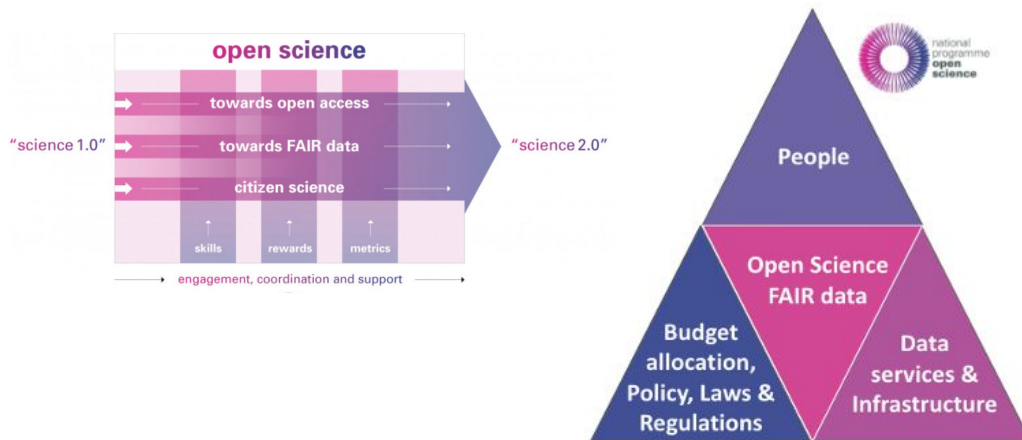 open science
towards open access
"science 1.0"
towards FAIR data
"science 2.0"
citizen science
skills
rewards
metrics
engagement, coordination and support
national
programme
open
science
People
Open Science
FAIR data
Budget
allocation,
Policy, Laws &
Regulations
Data
services &
Infrastructure